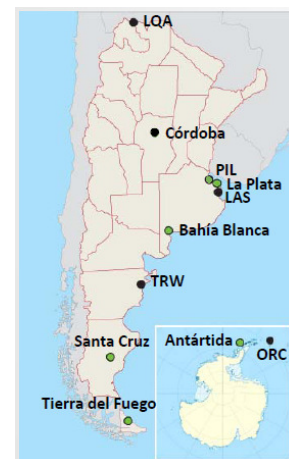 LQA
Córdoba
PIL
La Plata
LAS
Bahía Blanca
TRW
Santa Cruz
Antártida
ORC
Tierra del Fuego